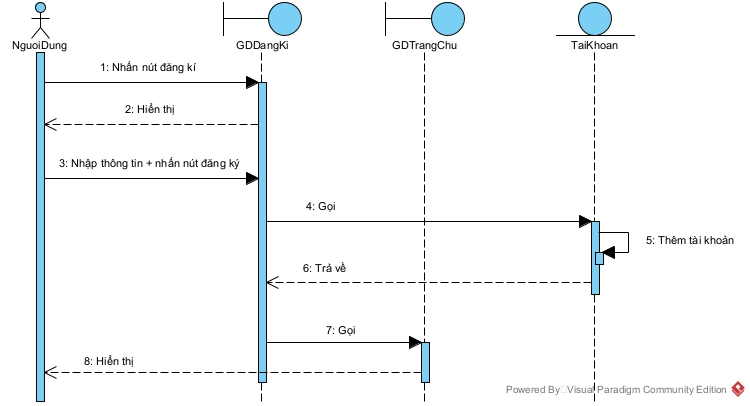 NguoiDung
GDDangKi
GDTrangChu
TaiKhoan
1: Nhấn nút đăng kí
2: Hiển thị
3: Nhập thông tin + nhấn nút đăng ký
4: Gọi
5: Thêm tài khoản
6: Trả về
7: Gọi
8: Hiển thị
Powered By Visual Paradigm Community Edition